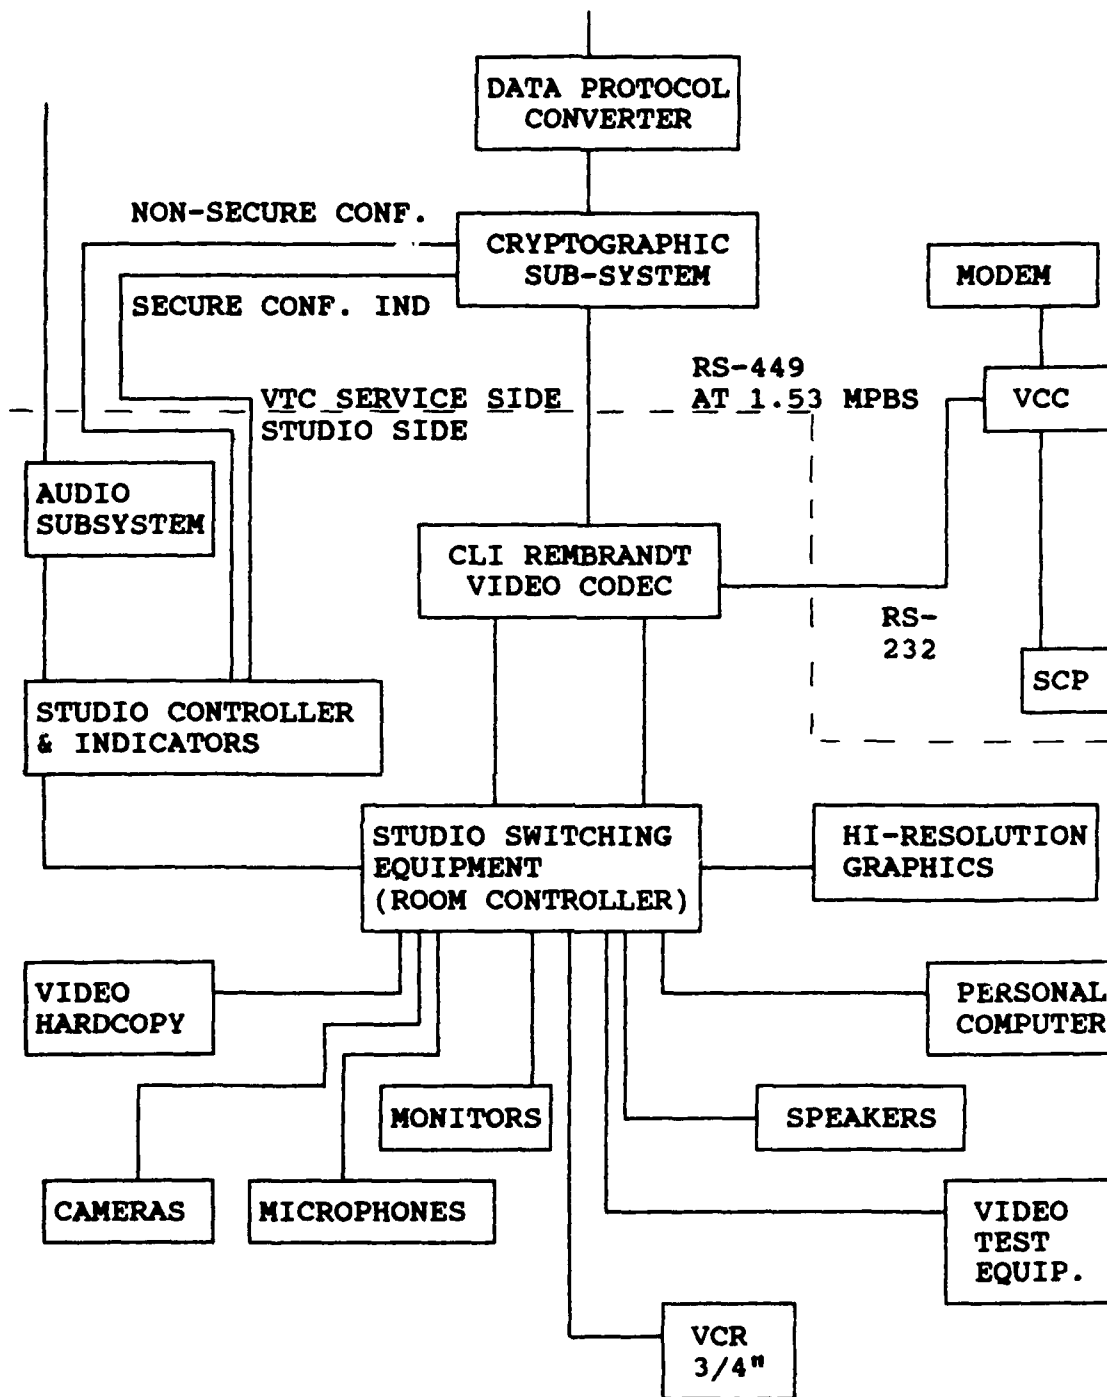 DATA PROTOCOL
CONVERTER
NON-SECURE CONF.
CRYPTOGRAPHIC
SUB-SYSTEM
MODEM
SECURE CONF. IND
RS-449
AT 1.53 MPBS
VCC
VTC SERVICE SIDE
STUDIO SIDE
AUDIO
SUBSYSTEM
CLI REMBRANDT
VIDEO CODEC
RS-
232
SCP
STUDIO CONTROLLER
& INDICATORS
STUDIO SWITCHING
EQUIPMENT
(ROOM CONTROLLER)
HI-RESOLUTION
GRAPHICS
VIDEO
HARDCOPY
PERSONAL
COMPUTER
MONITORS
SPEAKERS
CAMERAS
MICROPHONES
VIDEO
TEST
EQUIP.
VCR
3/4"